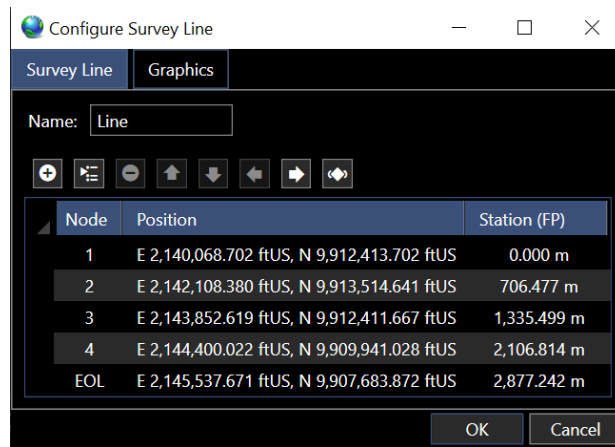 Configure Survey Line
Survey Line Graphics
Name: Line
Node Position Station (FP)
1 E 2,140,068.702 ftUS, N 9,912,413.702 ftUS 0.000 m
2 E 2,142,108.380 ftUS, N 9,913,514.641 ftUS 706.477 m
3 E 2,143,852.619 ftUS, N 9,912,411.667 ftUS 1,335.499 m
4 E 2,144,400.022 ftUS, N 9,909,941.028 ftUS 2,106.814 m
EOL E 2,145,537.671 ftUS, N 9,907,683.872 ftUS 2,877.242 m
OK Cancel